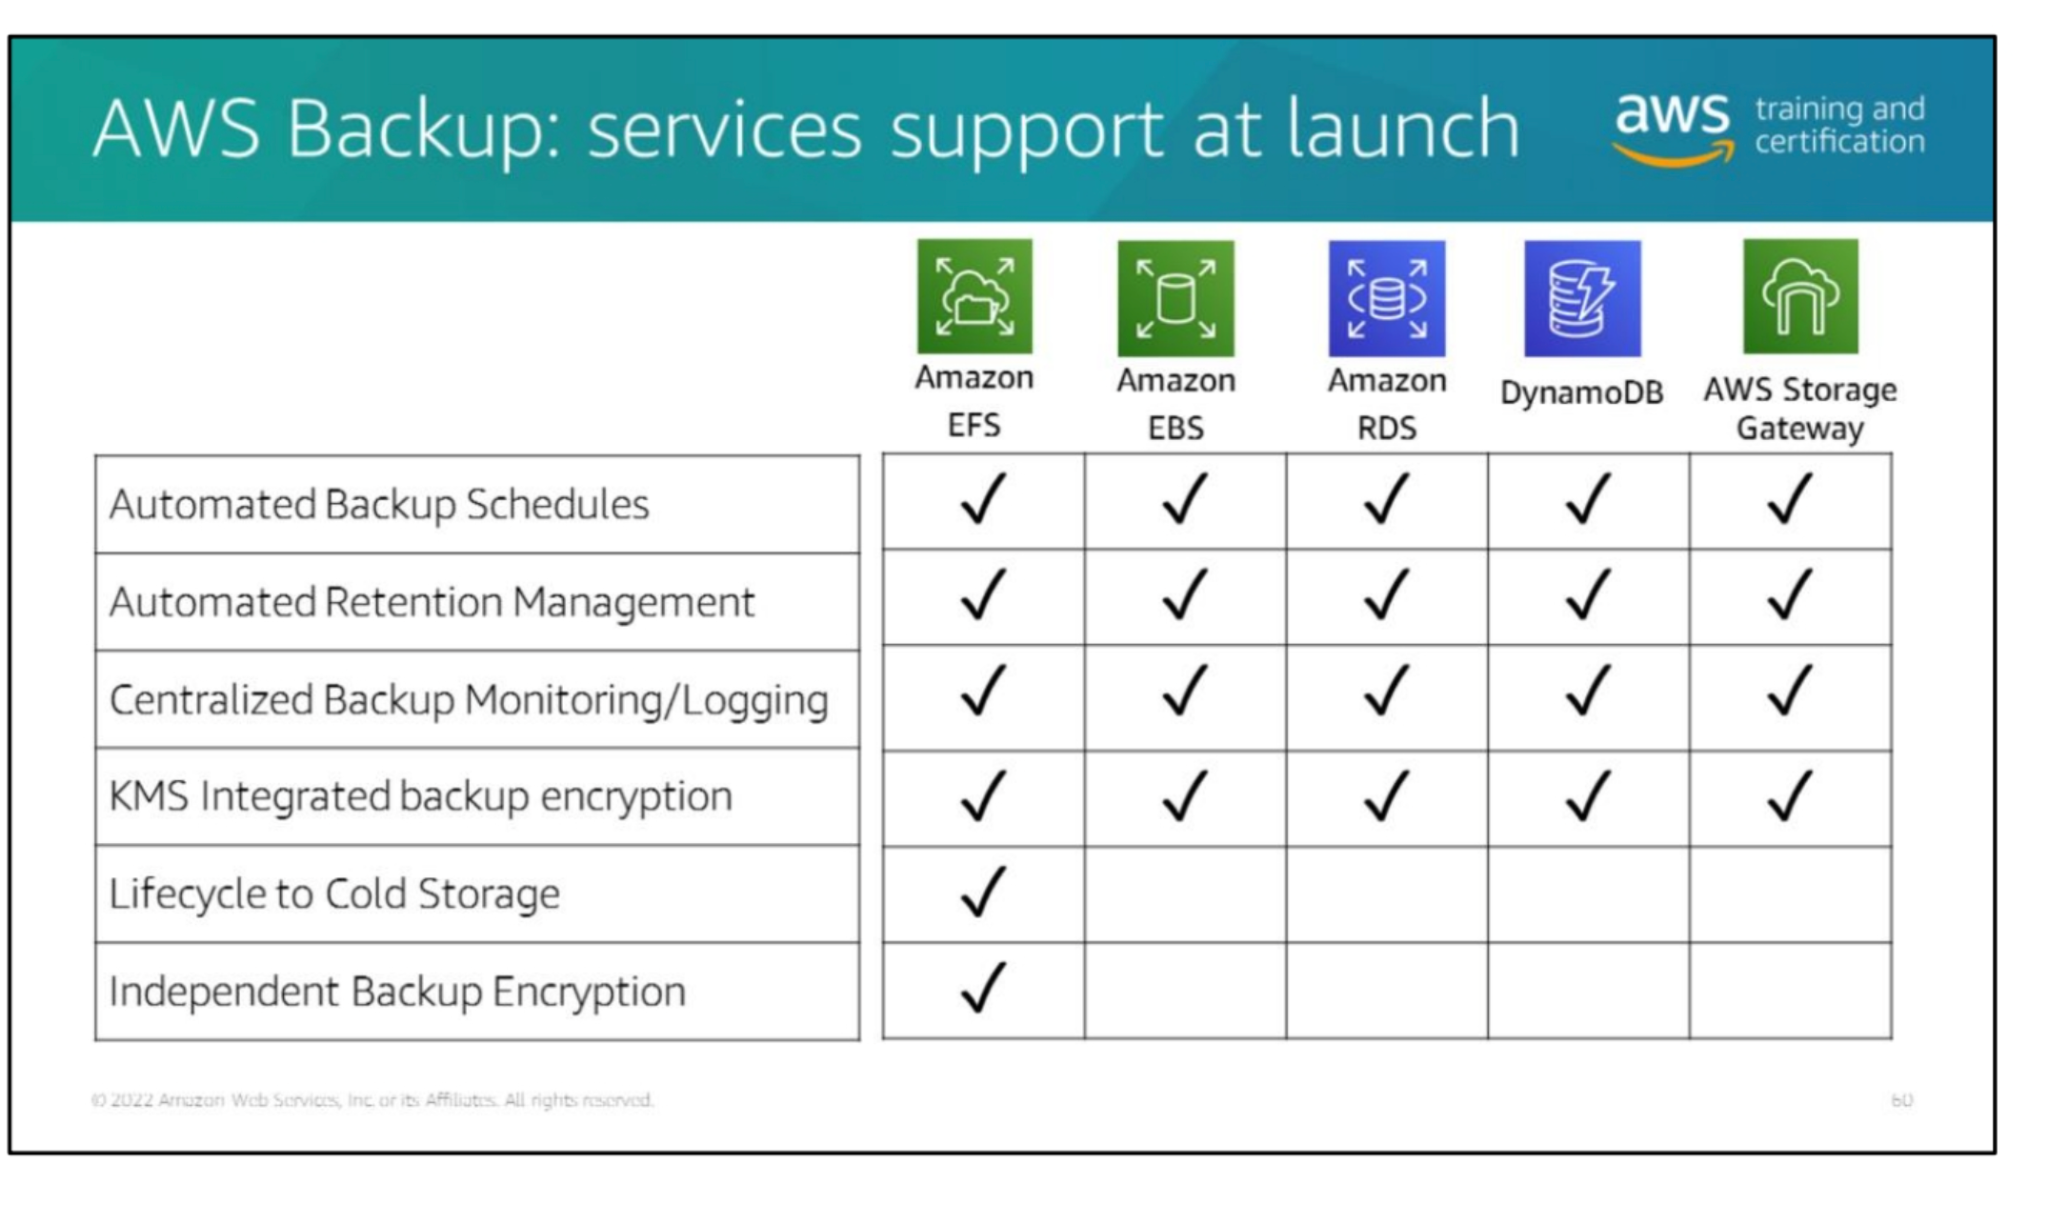 AWS Backup: services support at launch
aws training and
certification
Amazon
EFS
Amazon
EBS
Amazon
RDS
DynamoDB
AWS Storage
Gateway
Automated Backup Schedules ✓ ✓ ✓ ✓ ✓
Automated Retention Management ✓ ✓ ✓ ✓ ✓
Centralized Backup Monitoring/Logging ✓ ✓ ✓ ✓ ✓
KMS Integrated backup encryption ✓ ✓ ✓ ✓ ✓
Lifecycle to Cold Storage ✓
Independent Backup Encryption ✓
© 2022 Amazon Web Services, Inc. or its Affiliates. All rights reserved.
60